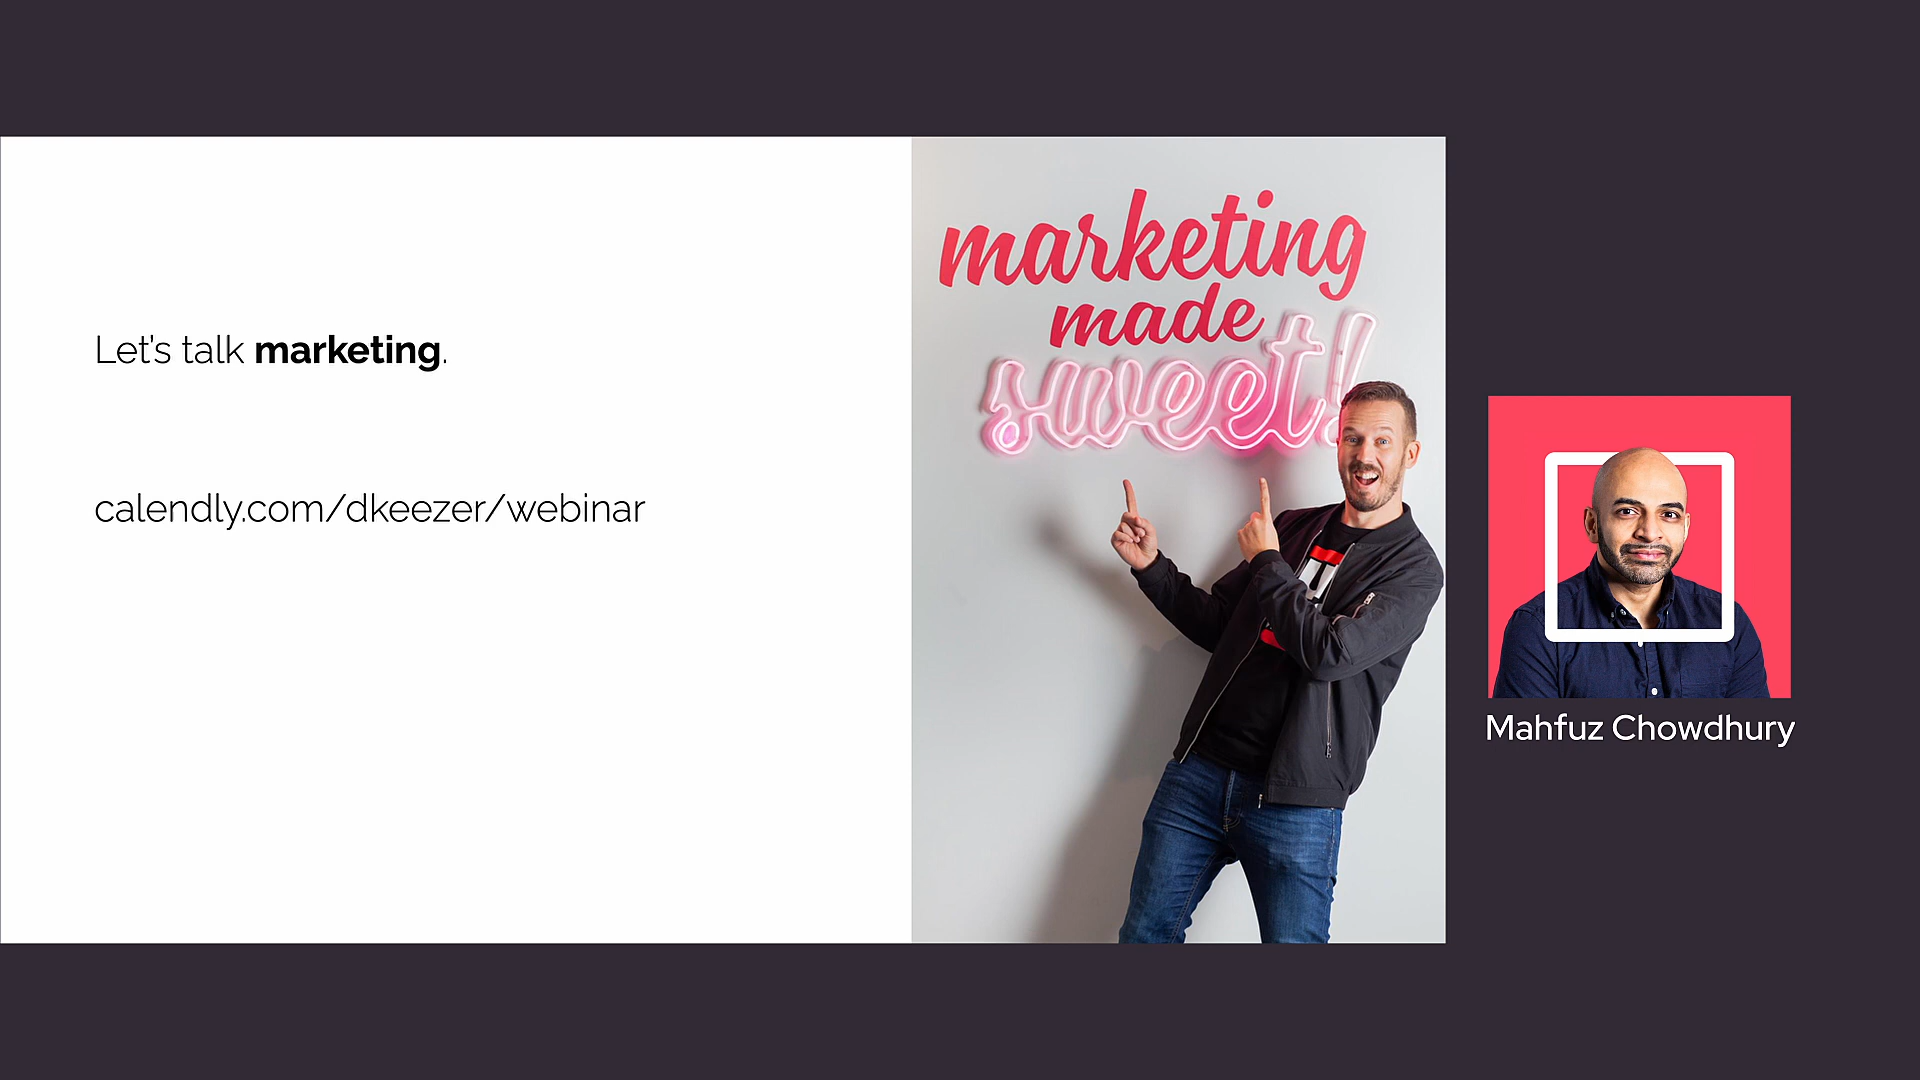 Let's talk marketing.
calendly.com/dkeezer/webinar
marketing
made
sweet!
Mahfuz Chowdhury